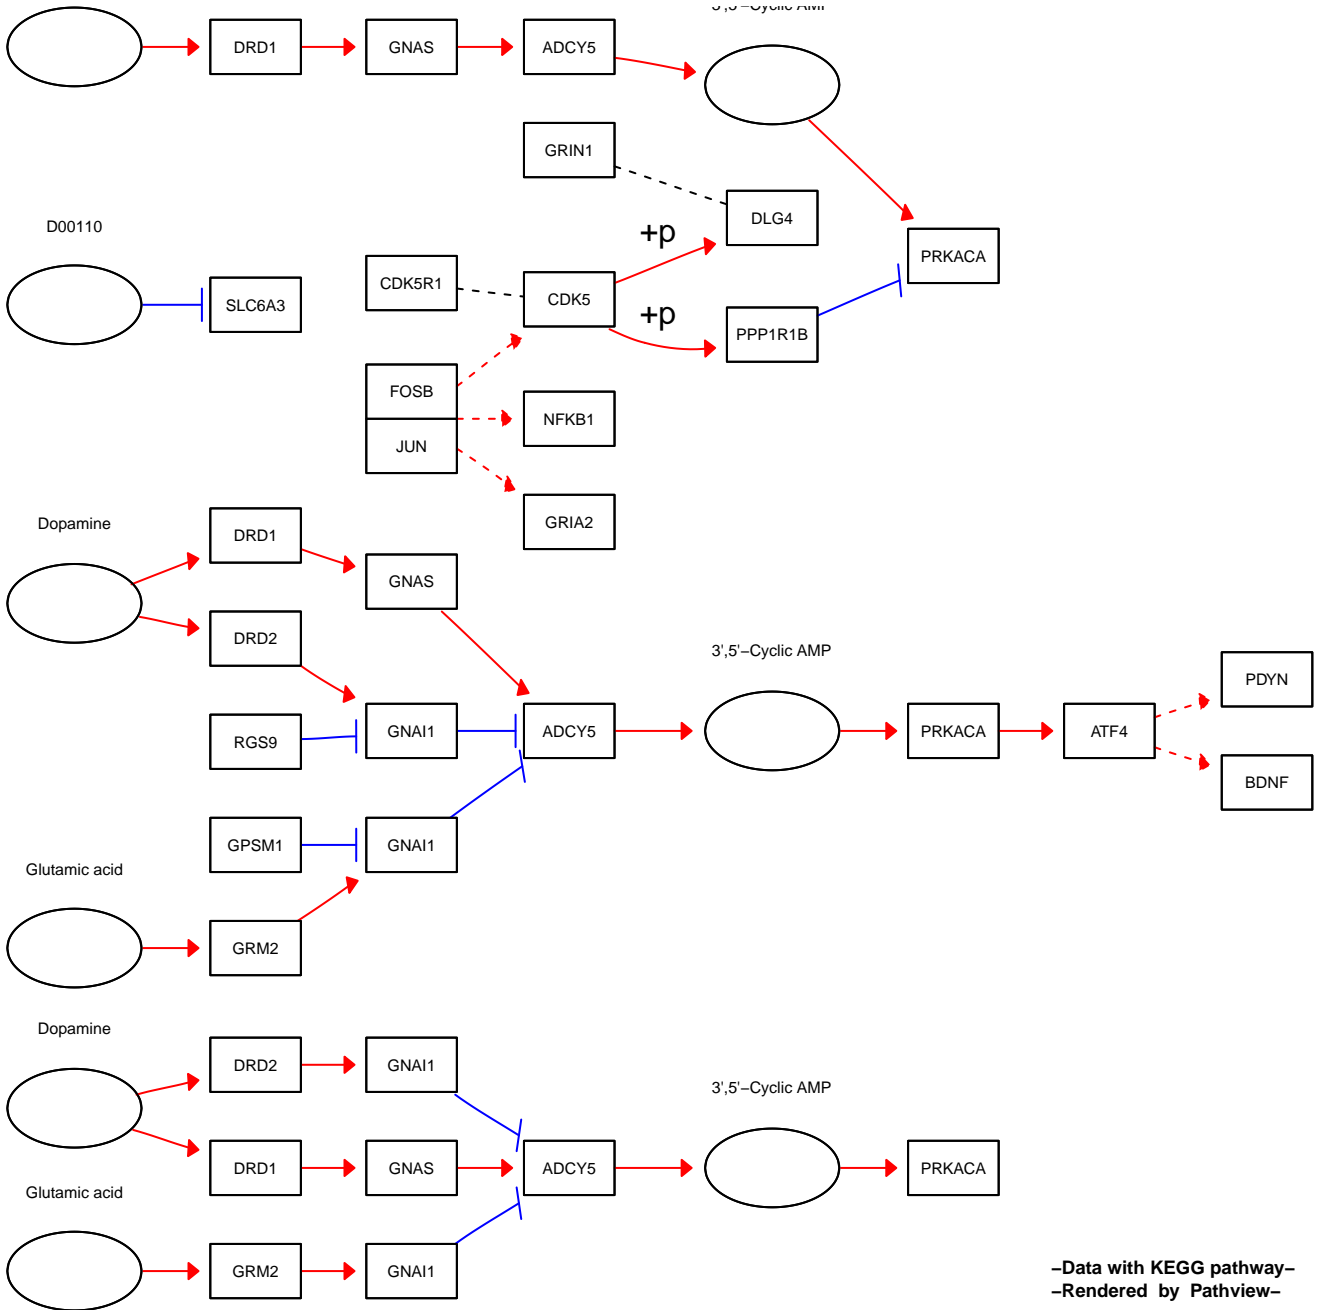 DRD1
GNAS
ADCY5
GRIN1
DLG4
D00110
+p
PRKACA
CDK5R1
CDK5
SLC6A3
+p
PPP1R1B
FOSB
NFKB1
JUN
GRIA2
Dopamine
DRD1
GNAS
DRD2
3',5'−Cyclic AMP
PDYN
RGS9
GNAI1
ADCY5
PRKACA
ATF4
BDNF
GPSM1
GNAI1
Glutamic acid
GRM2
Dopamine
DRD2
GNAI1
3',5'−Cyclic AMP
DRD1
GNAS
ADCY5
PRKACA
Glutamic acid
GRM2
GNAI1
−Data with KEGG pathway−
−Rendered by Pathview−